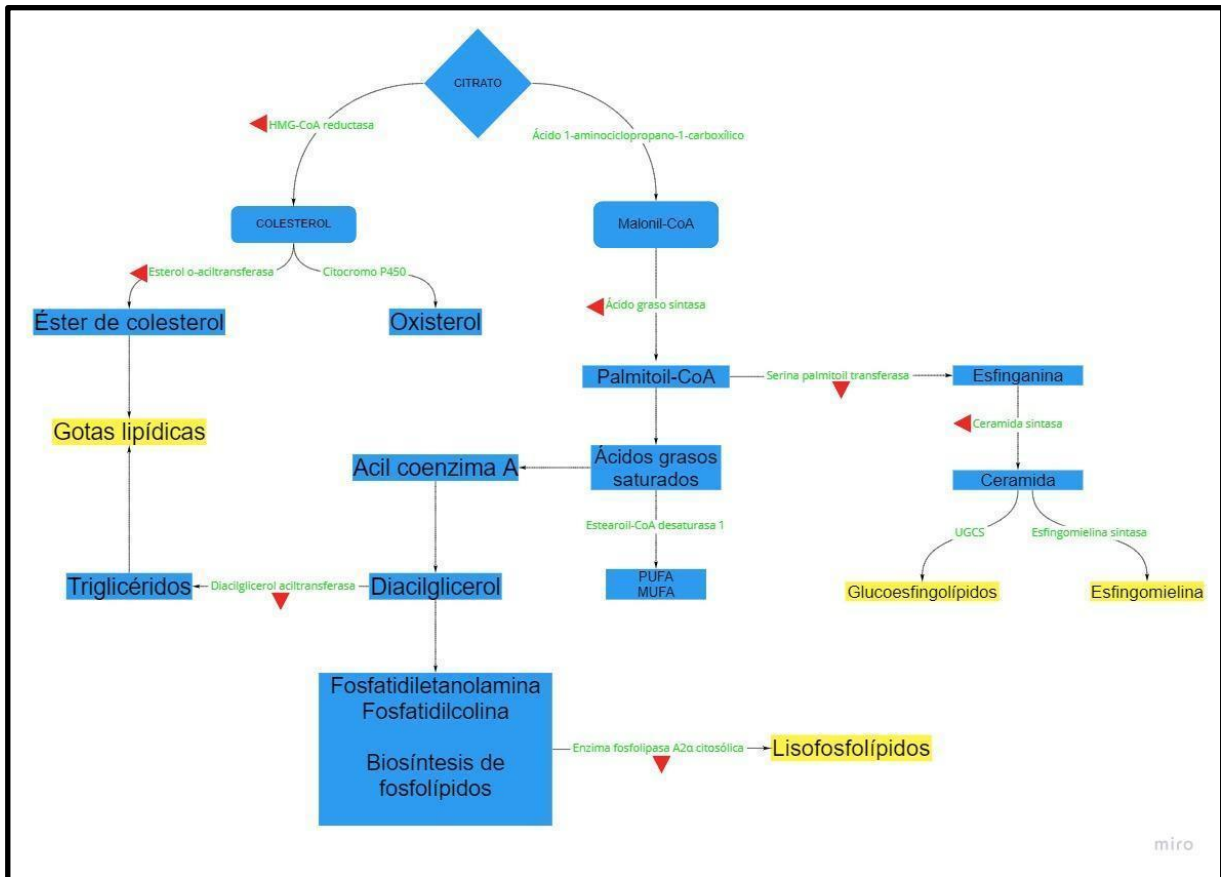 CITRATO
HMG-CoA reductasa
Ácido 1-aminociclopropano-1-carboxílico
COLESTEROL
Malonil-CoA
Esterol o-aciltransferasa
Citocromo P450
Ácido graso sintasa
Éster de colesterol
Oxisterol
Palmitoil-CoA
Serina palmitoil transferasa
Esfinganina
Gotas lipídicas
Ceramida sintasa
Acil coenzima A
Ácidos grasos
saturados
Ceramida
Estearoil-CoA desaturasa 1
UGCS
Esfingomielina sintasa
Triglicéridos
Diacilglicerol aciltransferasa
Diacilglicerol
PUFA
MUFA
Glucoesfingolípidos
Esfingomielina
Fosfatidiletanolamina
Fosfatidilcolina
Biosíntesis de
fosfolípidos
Enzima fosfolipasa A2α citosólica
Lisofosfolípidos
miro